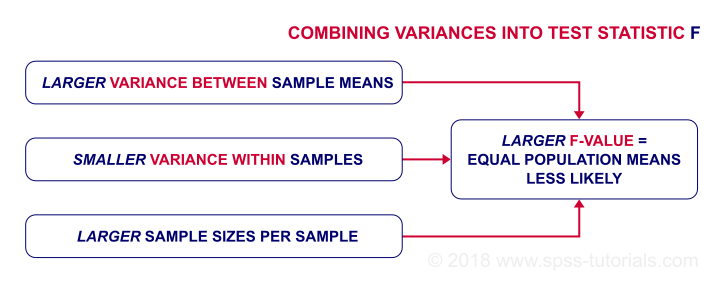 COMBINING VARIANCES INTO TEST STATISTIC F
LARGER VARIANCE BETWEEN SAMPLE MEANS
SMALLER VARIANCE WITHIN SAMPLES
LARGER SAMPLE SIZES PER SAMPLE
LARGER F-VALUE =
EQUAL POPULATION MEANS
LESS LIKELY
© 2018 www.spss-tutorials.com